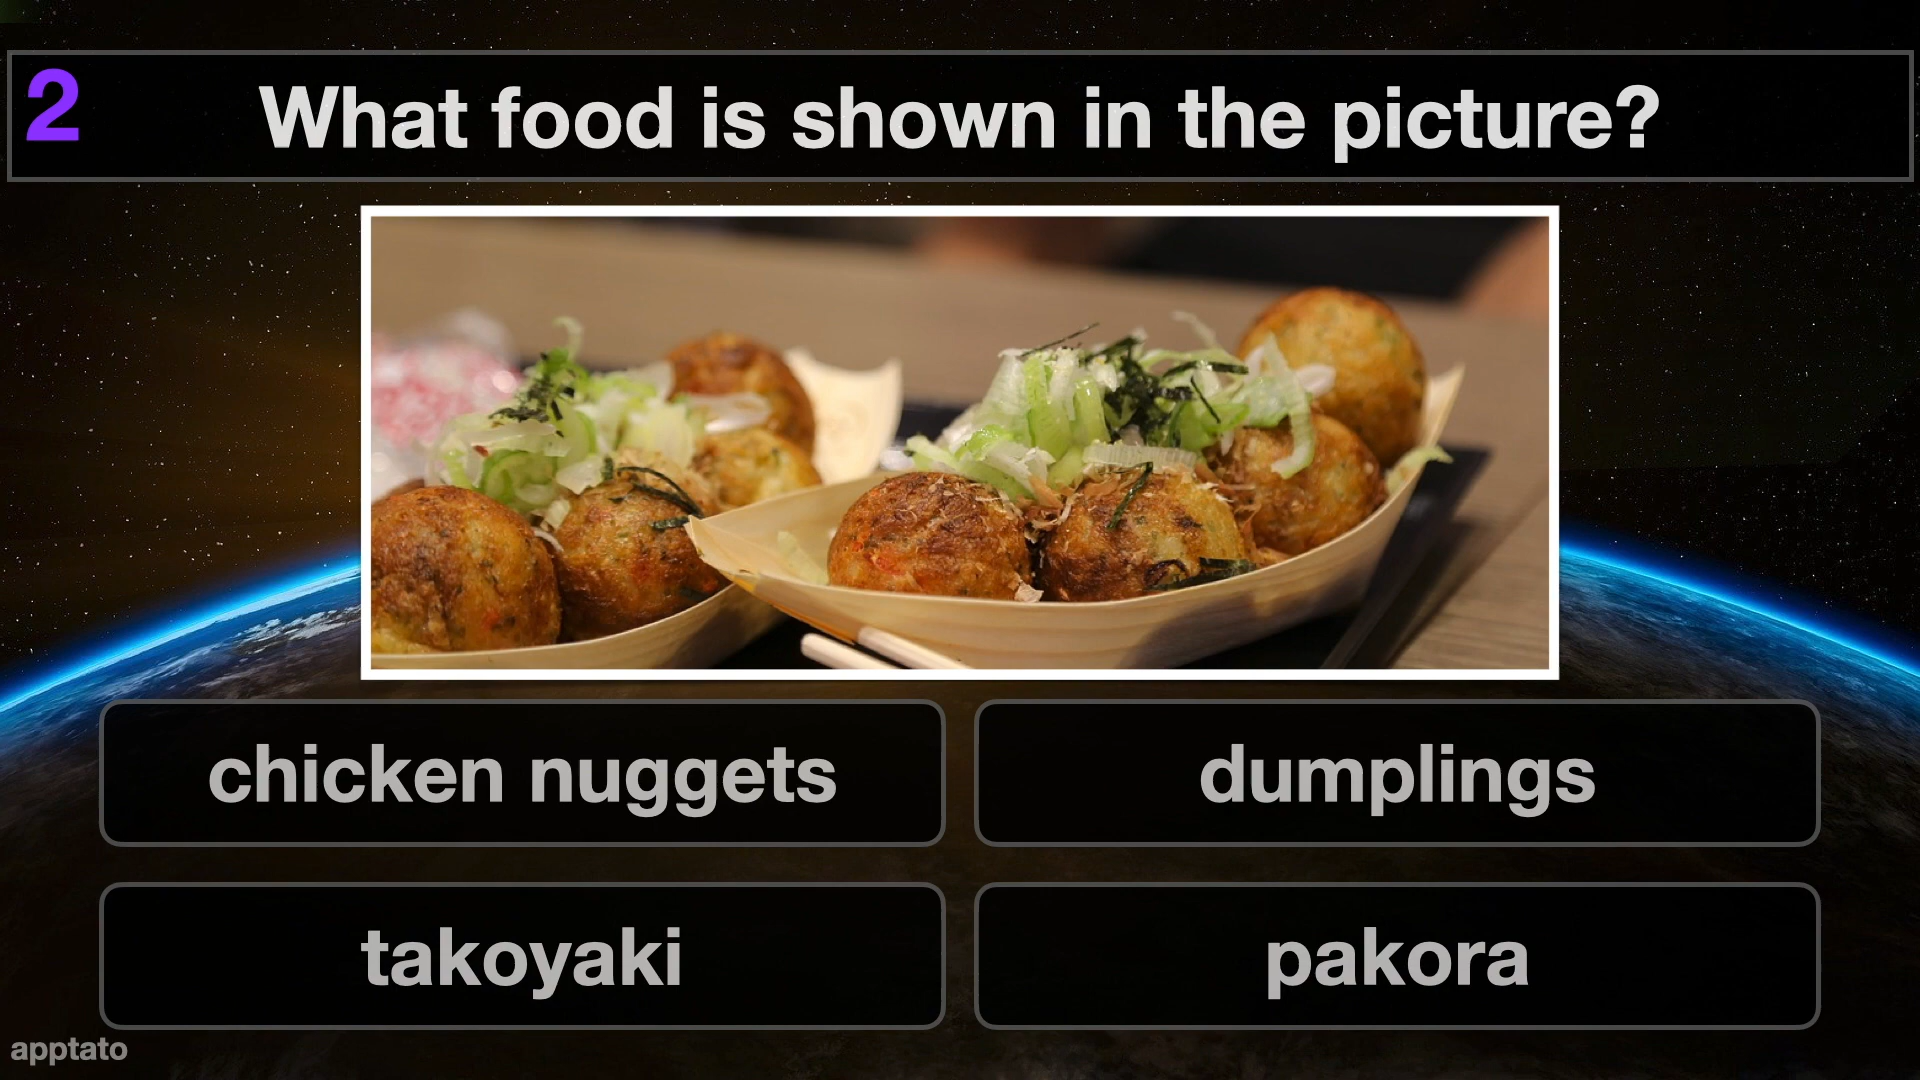 2
What food is shown in the picture?
chicken nuggets
dumplings
takoyaki
pakora
apptato